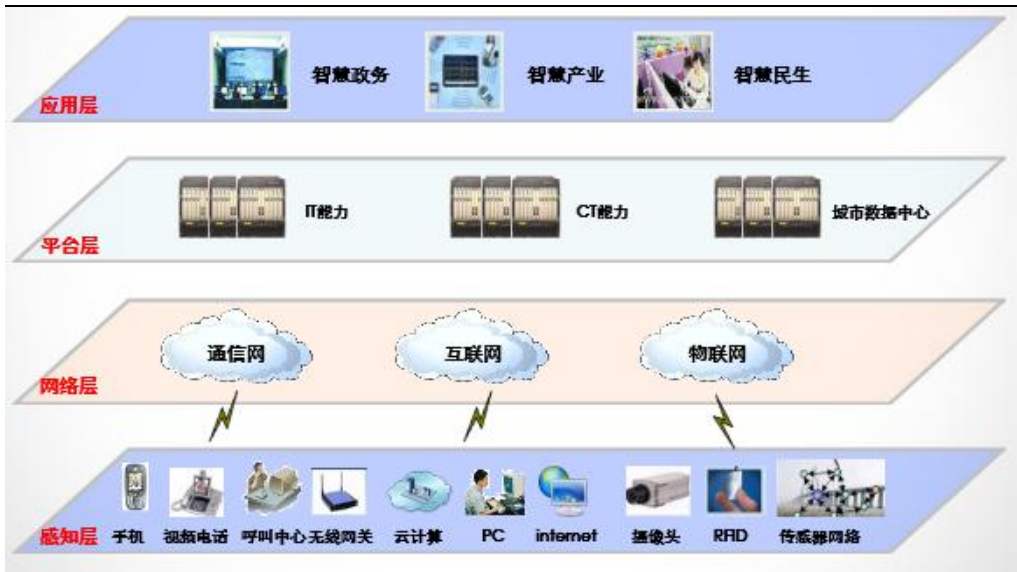 智慧政务 智慧产业 智慧民生
应用层
IT能力 CT能力 城市数据中心
平台层
通信网 互联网 物联网
网络层
感知层 手机 视频电话 呼叫中心 无线网关 云计算 PC internet 摄像头 RFID 传感器网络